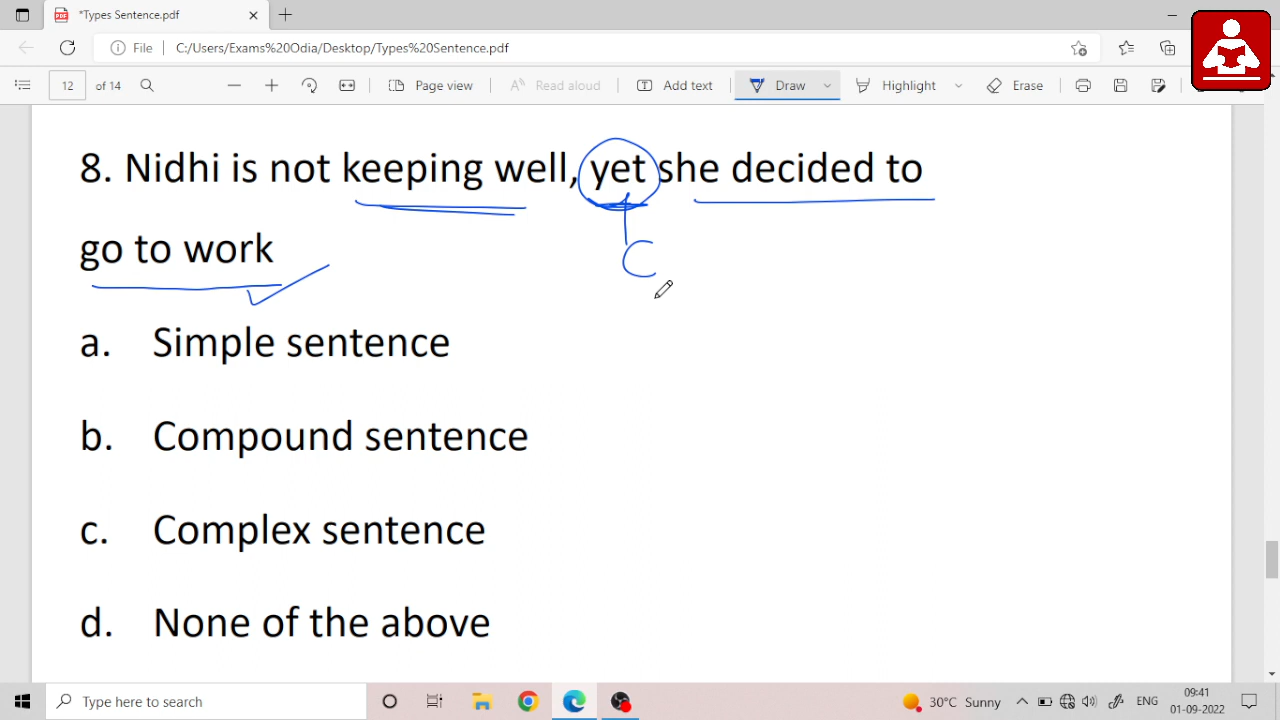 *Types Sentence.pdf
File C:/Users/Exams%20Odia/Desktop/Types%20Sentence.pdf
12 of 14 Page view Read aloud Add text Draw Highlight Erase
8. Nidhi is not keeping well, yet she decided to
go to work
C
a. Simple sentence
b. Compound sentence
c. Complex sentence
d. None of the above
Type here to search 30°C Sunny ENG 09:41
01-09-2022